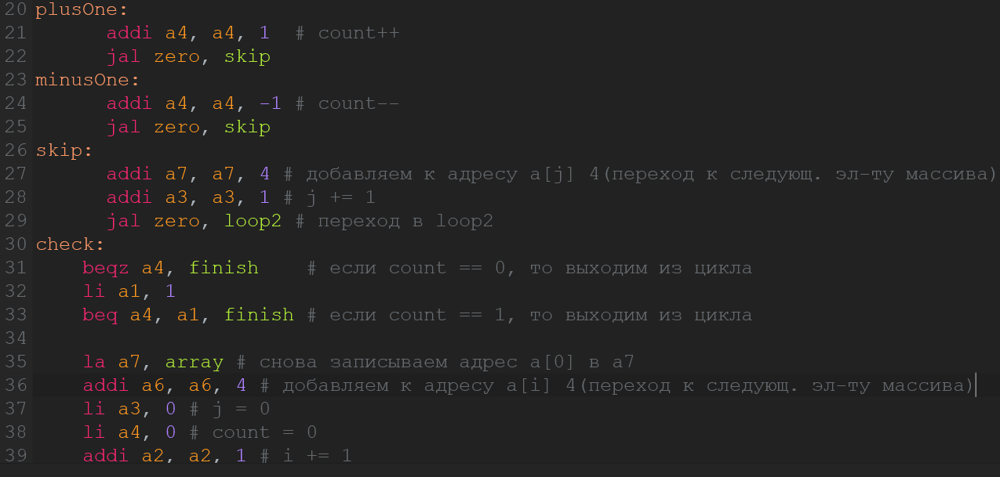 20 plusOne:
21 addi a4, a4, 1 # count++
22 jal zero, skip
23 minusOne:
24 addi a4, a4, -1 # count--
25 jal zero, skip
26 skip:
27 addi a7, a7, 4 # добавляем к адресу a[j] 4(переход к следующ. эл-ту массива)
28 addi a3, a3, 1 # j += 1
29 jal zero, loop2 # переход в loop2
30 check:
31 beqz a4, finish # если count == 0, то выходим из цикла
32 li a1, 1
33 beq a4, a1, finish # если count == 1, то выходим из цикла
34
35 la a7, array # снова записываем адрес a[0] в a7
36 addi a6, a6, 4 # добавляем к адресу a[i] 4(переход к следующ. эл-ту массива)
37 li a3, 0 # j = 0
38 li a4, 0 # count = 0
39 addi a2, a2, 1 # i += 1